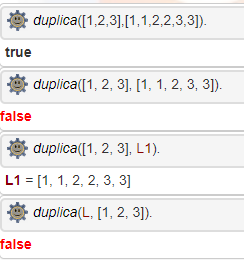 duplica([1,2,3],[1,1,2,2,3,3]).
true
duplica([1, 2, 3], [1, 1, 2, 3, 3]).
false
duplica([1, 2, 3], L1).
L1 = [1, 1, 2, 2, 3, 3]
duplica(L, [1, 2, 3]).
false